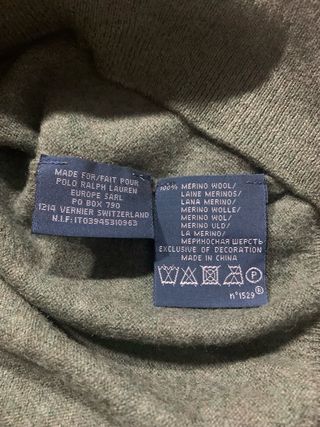 MADE FOR/FAIT POUR
POLO RALPH LAUREN
EUROPE SARL
PO BOX 790
1214 VERNIER SWITZERLAND
N.I.F: IT03945310963
100% MERINO WOOL/
LAINE MERINOS/
LANA MERINO/
MERINO WOLLE/
MERINO WOL/
MERINO ULD/
LA MERINO/
МЕРИНОСНАЯ ШЕРСТЬ
EXCLUSIVE OF DECORATION
MADE IN CHINA
P
n°1529 B